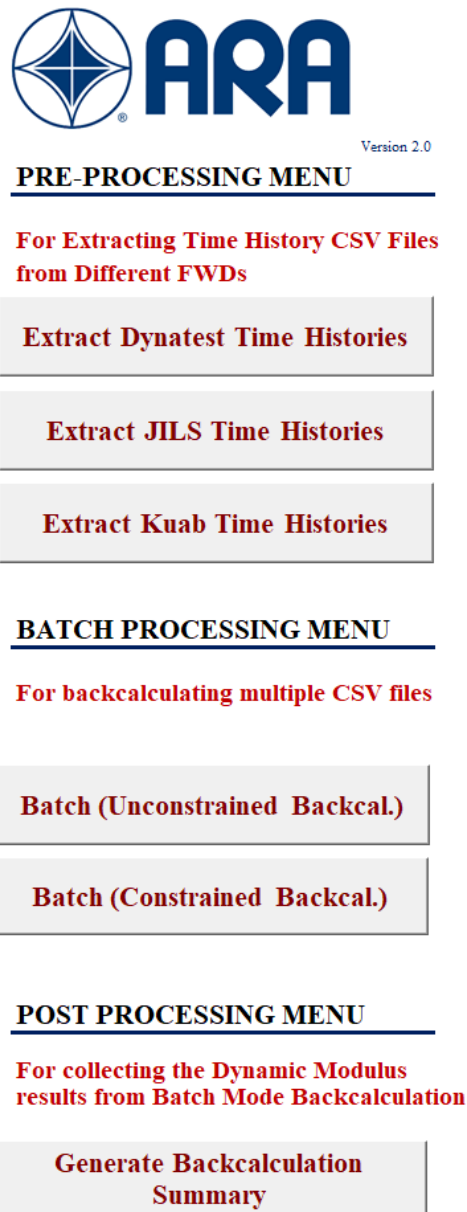 ARA
®
Version 2.0
PRE-PROCESSING MENU
For Extracting Time History CSV Files
from Different FWDs
Extract Dynatest Time Histories
Extract JILS Time Histories
Extract Kuab Time Histories
BATCH PROCESSING MENU
For backcalculating multiple CSV files
Batch (Unconstrained Backcal.)
Batch (Constrained Backcal.)
POST PROCESSING MENU
For collecting the Dynamic Modulus
results from Batch Mode Backcalculation
Generate Backcalculation
Summary